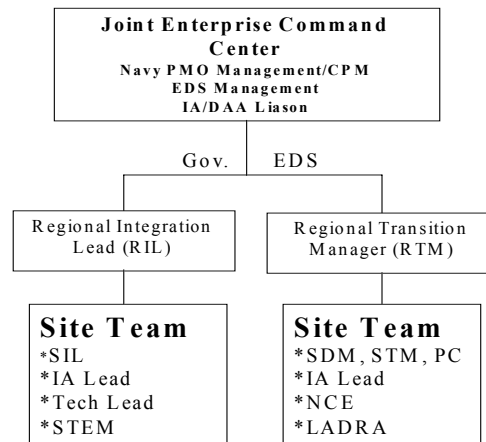 Joint Enterprise Command
Center
Navy PMO Management/CPM
EDS Management
IA/DAA Liason
Gov. EDS
Regional Integration
Lead (RIL)
Regional Transition
Manager (RTM)
Site Team
*SIL
*IA Lead
*Tech Lead
*STEM
Site Team
*SDM, STM, PC
*IA Lead
*NCE
*LADRA